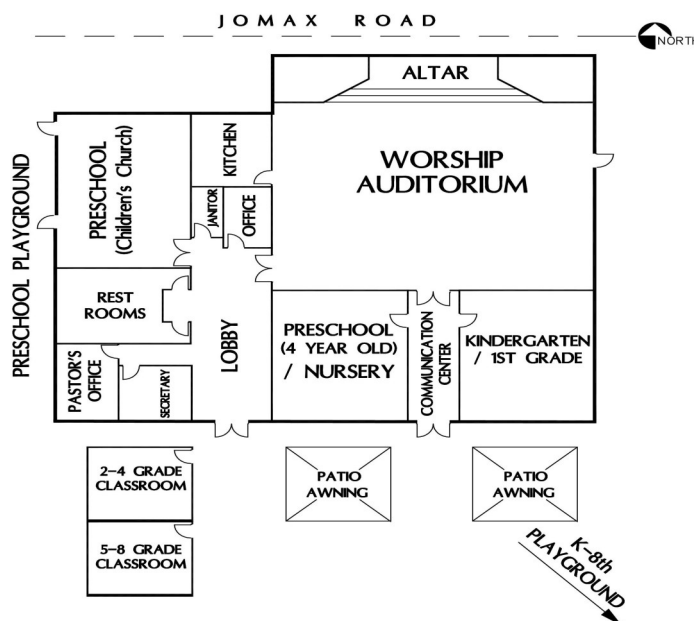 JOMAX ROAD
NORTH
ALTAR
WORSHIP
AUDITORIUM
KITCHEN
PRESCHOOL
(Children's Church)
JANITOR
OFFICE
PRESCHOOL PLAYGROUND
REST
ROOMS
LOBBY
PRESCHOOL
(4 YEAR OLD)
/ NURSERY
COMMUNICATION
CENTER
KINDERGARTEN
/ 1ST GRADE
PASTOR'S
OFFICE
SECRETARY
2-4 GRADE
CLASSROOM
PATIO
AWNING
PATIO
AWNING
5-8 GRADE
CLASSROOM
K-8th
PLAYGROUND